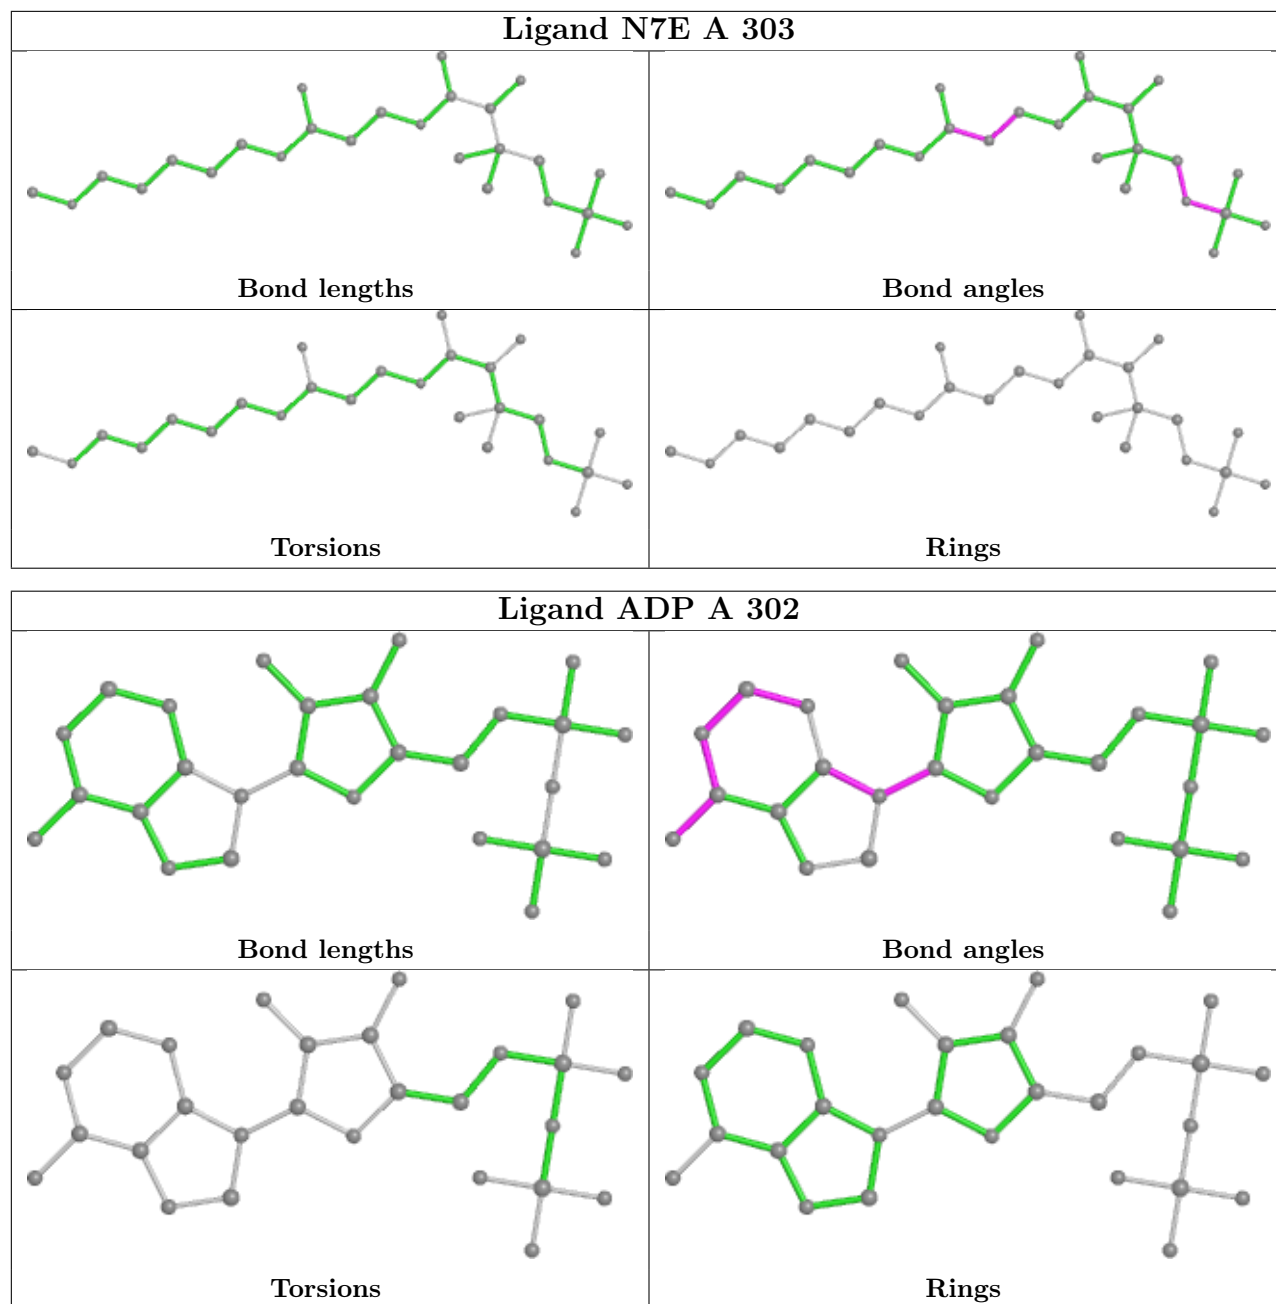 Ligand N7E A 303
Bond lengths
Bond angles
Torsions
Rings
Ligand ADP A 302
Bond lengths
Bond angles
Torsions
Rings